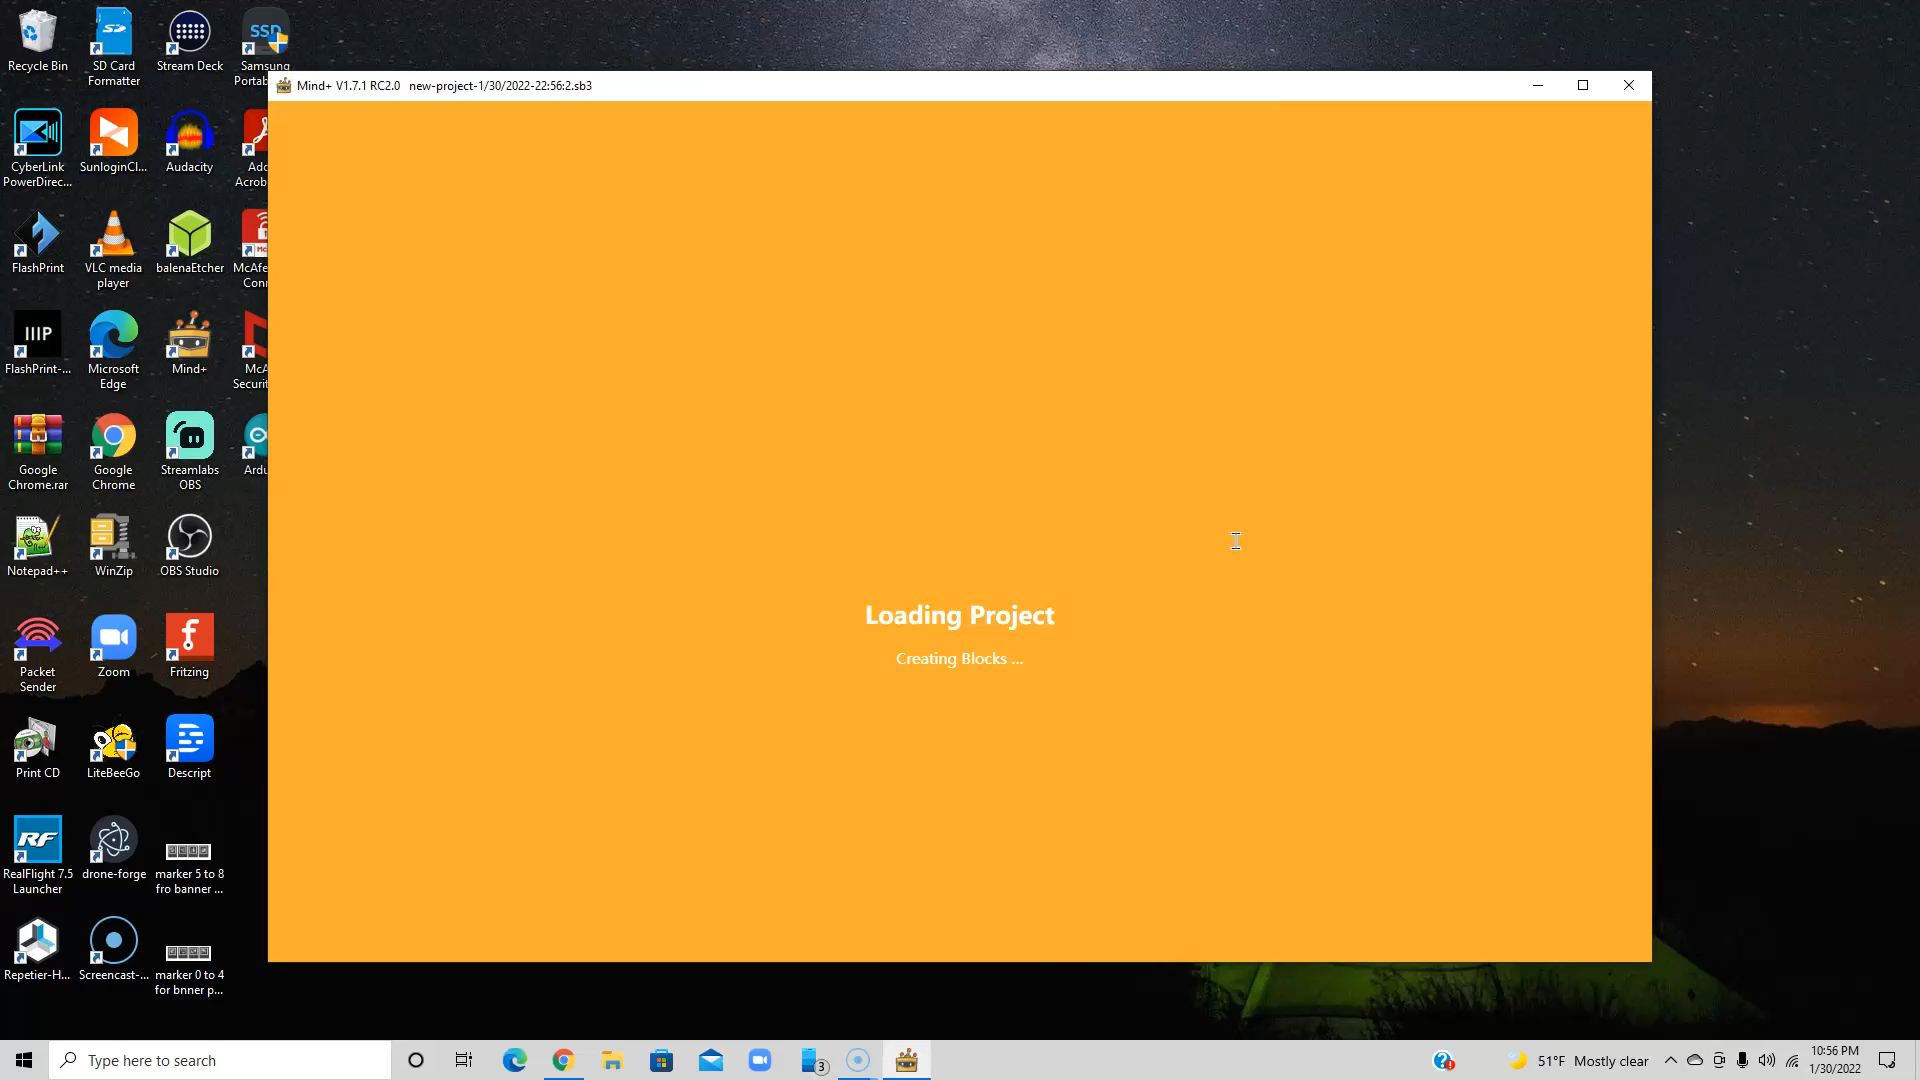 Recycle Bin
SD Card
Formatter
Stream Deck
SSD
Samsung
Mind+ V1.7.1 RC2.0 new-project-1/30/2022-22:56:2.sb3
CyberLink
PowerDirec...
SunloginCl...
Audacity
FlashPrint
VLC media
player
balenaEtcher
IIIP
FlashPrint-...
Microsoft
Edge
Mind+
Google
Chrome.rar
Google
Chrome
Streamlabs
OBS
Notepad++
WinZip
OBS Studio
Loading Project
Creating Blocks ...
Packet
Sender
Zoom
f
Fritzing
Print CD
LiteBeeGo
Descript
RF
RealFlight 7.5
Launcher
drone-forge
marker 5 to 8
fro banner ...
Repetier-H...
Screencast-...
marker 0 to 4
for bnner p...
Type here to search
3
51°F Mostly clear
10:56 PM
1/30/2022